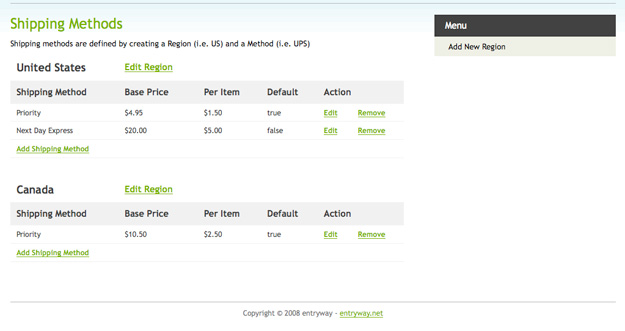 Shipping Methods
Shipping methods are defined by creating a Region (i.e. US) and a Method (i.e. UPS)
United States Edit Region
Shipping Method Base Price Per Item Default Action
Priority $4.95 $1.50 true Edit Remove
Next Day Express $20.00 $5.00 false Edit Remove
Add Shipping Method
Canada Edit Region
Shipping Method Base Price Per Item Default Action
Priority $10.50 $2.50 true Edit Remove
Add Shipping Method
Menu
Add New Region
Copyright © 2008 entryway - entryway.net